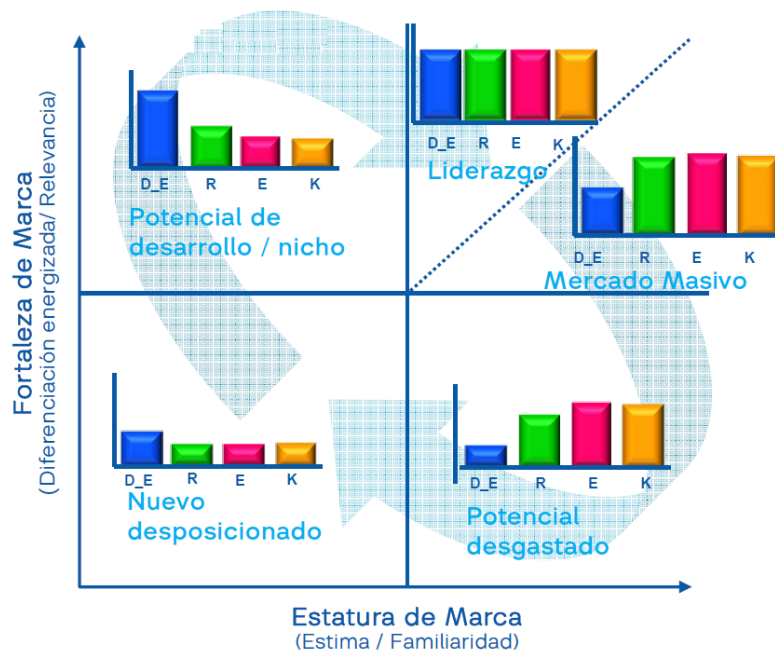 Fortaleza de Marca
(Diferenciación energizada/ Relevancia)
D_E R E K
Potencial de
desarrollo / nicho
D_E R E K
Liderazgo
D_E R E K
Mercado Masivo
D_E R E K
Nuevo
desposicionado
D_E R E K
Potencial
desgastado
Estatura de Marca
(Estima / Familiaridad)